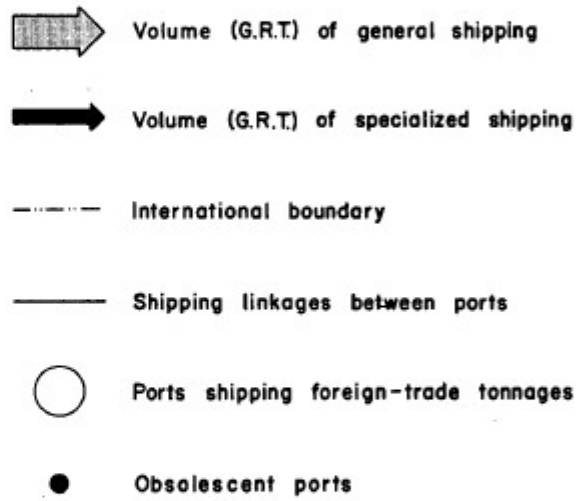 Volume (G.R.T.) of general shipping
Volume (G.R.T.) of specialized shipping
International boundary
Shipping linkages between ports
Ports shipping foreign-trade tonnages
Obsolescent ports